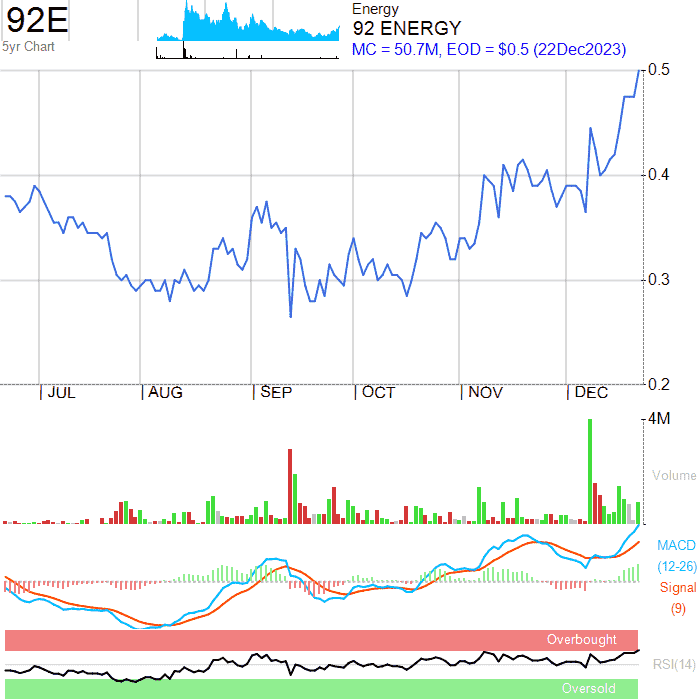 92E
5yr Chart
Energy
92 ENERGY
MC = 50.7M, EOD = $0.5 (22Dec2023)
0.5
0.4
0.3
0.2
JUL AUG SEP OCT NOV DEC
4M
Volume
MACD
(12-26)
Signal
(9)
Overbought
RSI(14)
Oversold